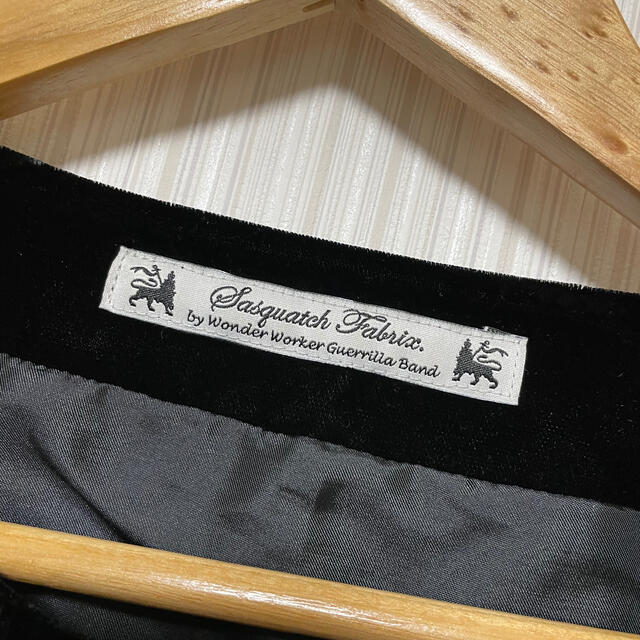 Sasquatch Fabrix.
by Wonder Worker Guerrilla Band